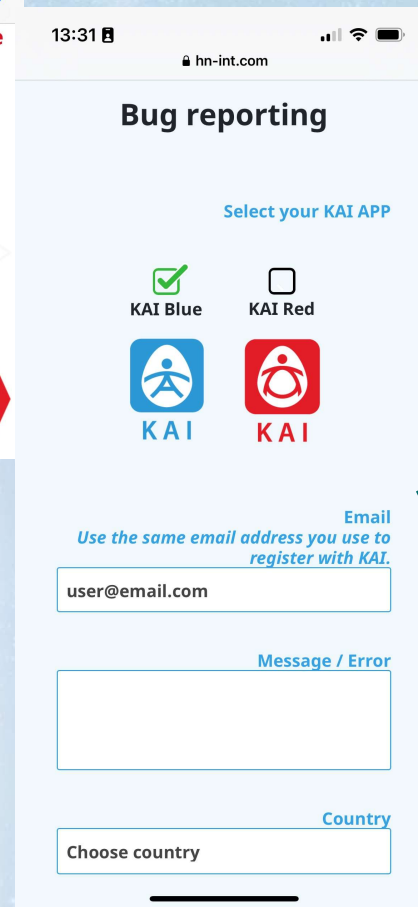 e
13:31
hn-int.com
Bug reporting
Select your KAI APP
KAI Blue
KAI Red
KAI
KAI
Email
Use the same email address you use to
register with KAI.
user@email.com
Message / Error
Country
Choose country